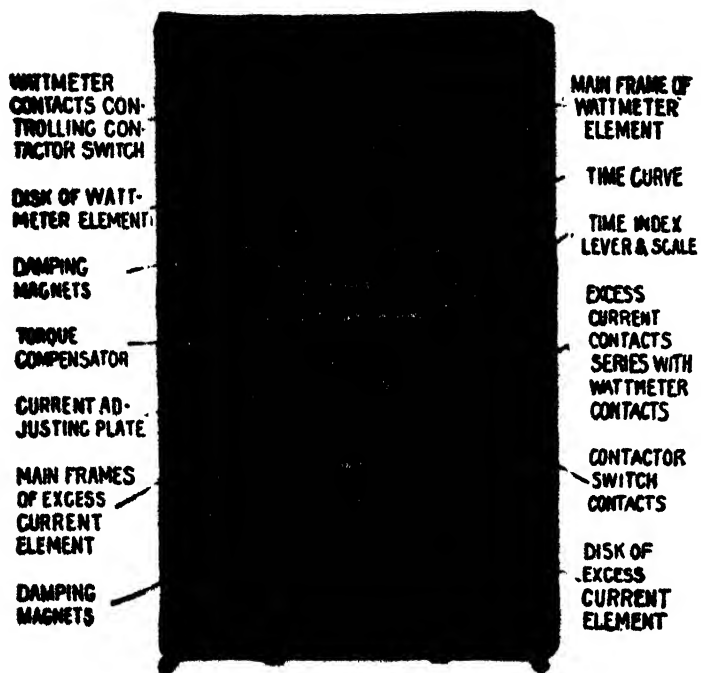 WATTMETER
CONTACTS CON-
TROLLING CON-
TACTOR SWITCH
DISK OF WATT-
METER ELEMENT
DAMPING
MAGNETS
TORQUE
COMPENSATOR
CURRENT AD-
JUSTING PLATE
MAIN FRAMES
OF EXCESS
CURRENT
ELEMENT
DAMPING
MAGNETS
MAIN FRAME OF
WATTMETER
ELEMENT
TIME CURVE
TIME INDEX
LEVER & SCALE
EXCESS
CURRENT
CONTACTS
SERIES WITH
WATTMETER
CONTACTS
CONTACTOR
SWITCH
CONTACTS
DISK OF
EXCESS
CURRENT
ELEMENT